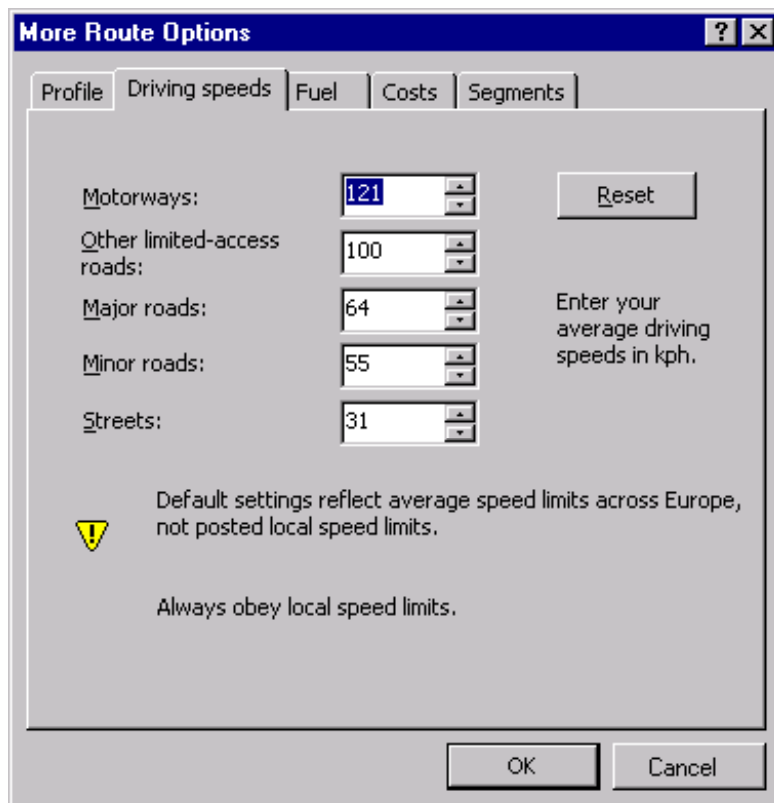 More Route Options
Profile
Driving speeds
Fuel
Costs
Segments
Motorways:
121
Reset
Other limited-access
roads:
100
Major roads:
64
Enter your
average driving
speeds in kph.
Minor roads:
55
Streets:
31
Default settings reflect average speed limits across Europe,
not posted local speed limits.
Always obey local speed limits.
OK
Cancel